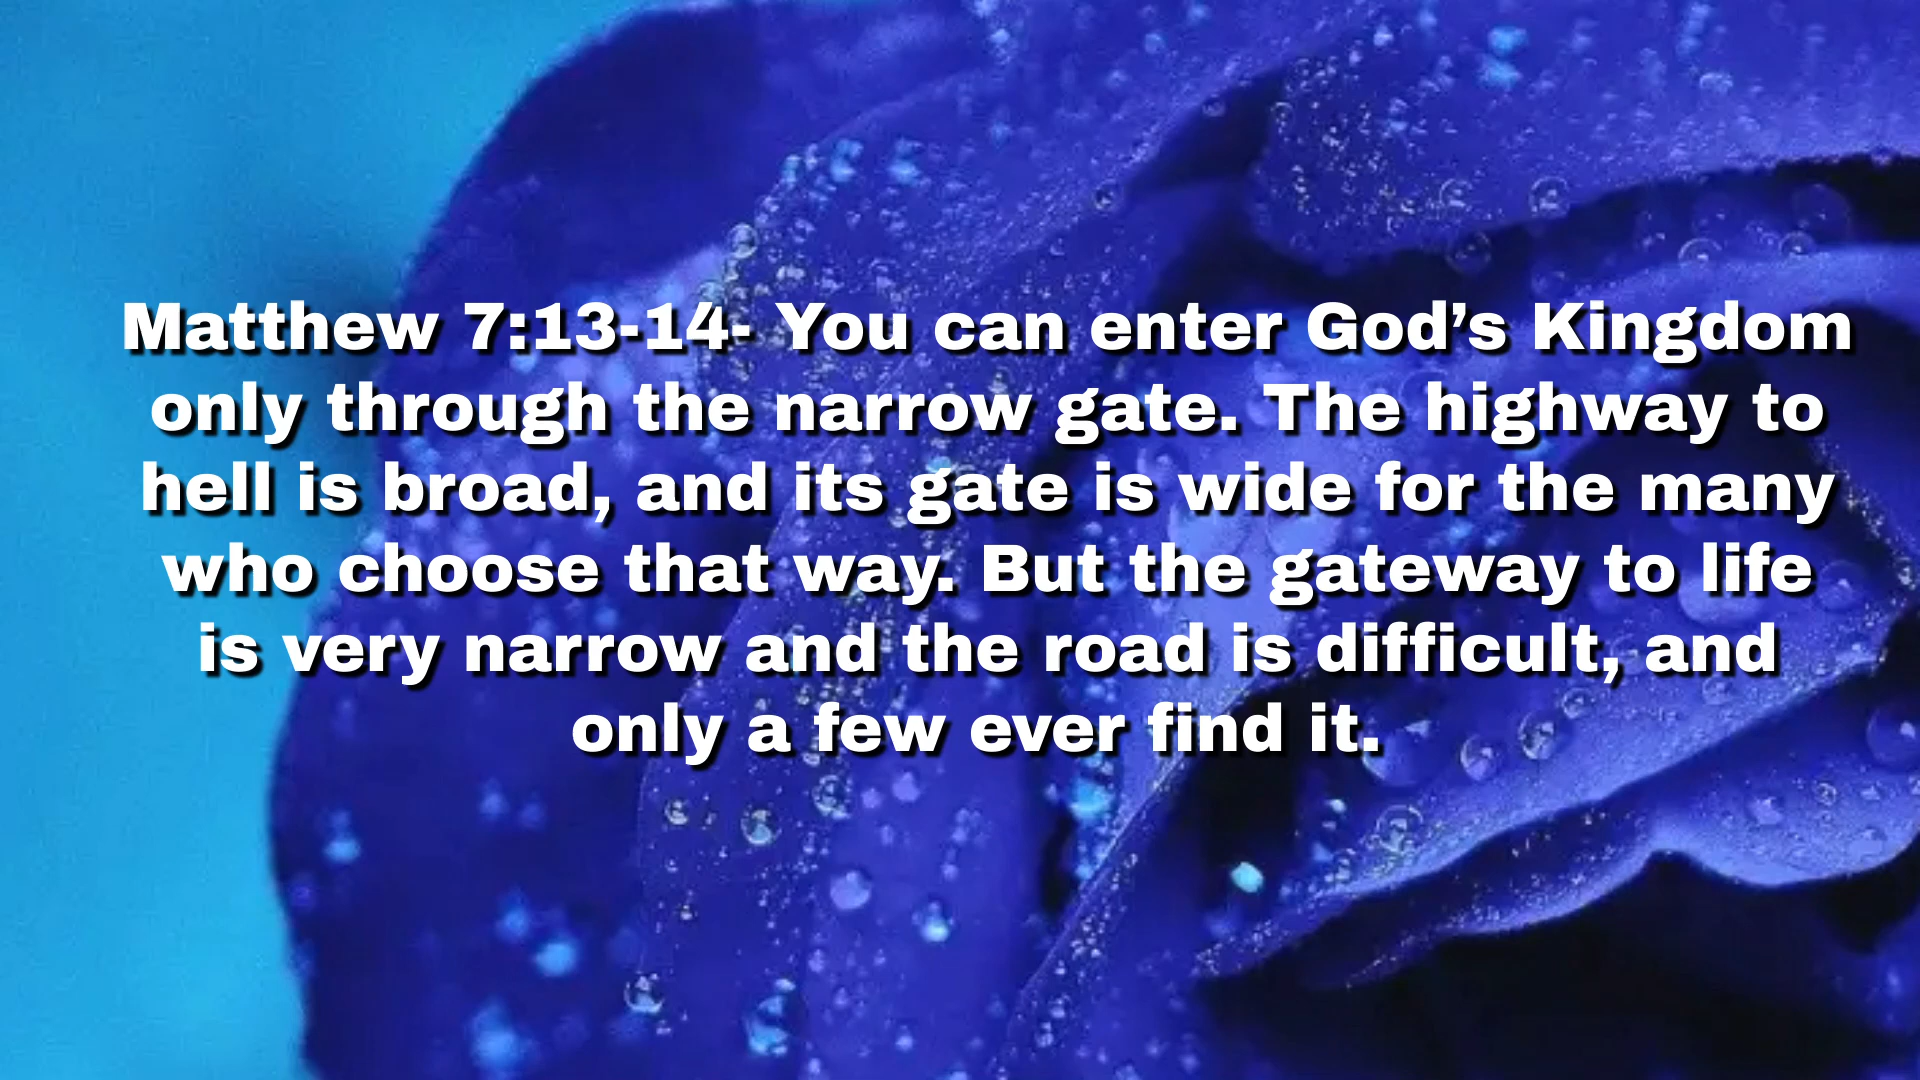 Matthew 7:13-14- You can enter God’s Kingdom
only through the narrow gate. The highway to
hell is broad, and its gate is wide for the many
who choose that way. But the gateway to life
is very narrow and the road is difficult, and
only a few ever find it.